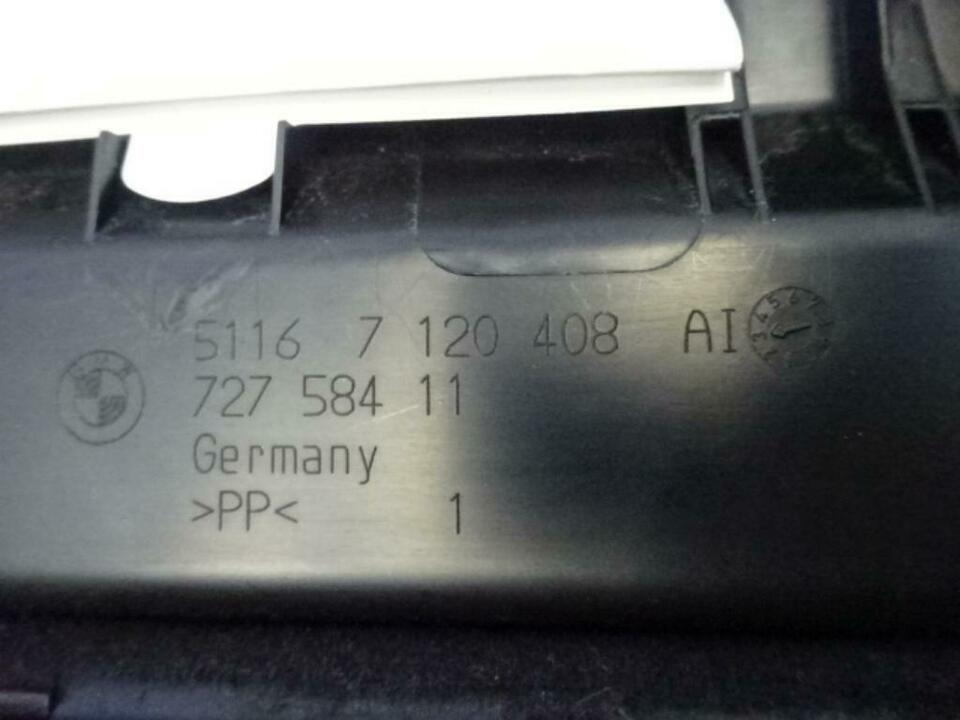 5116 7 120 408 AI
727 584 11
Germany
>PP< 1